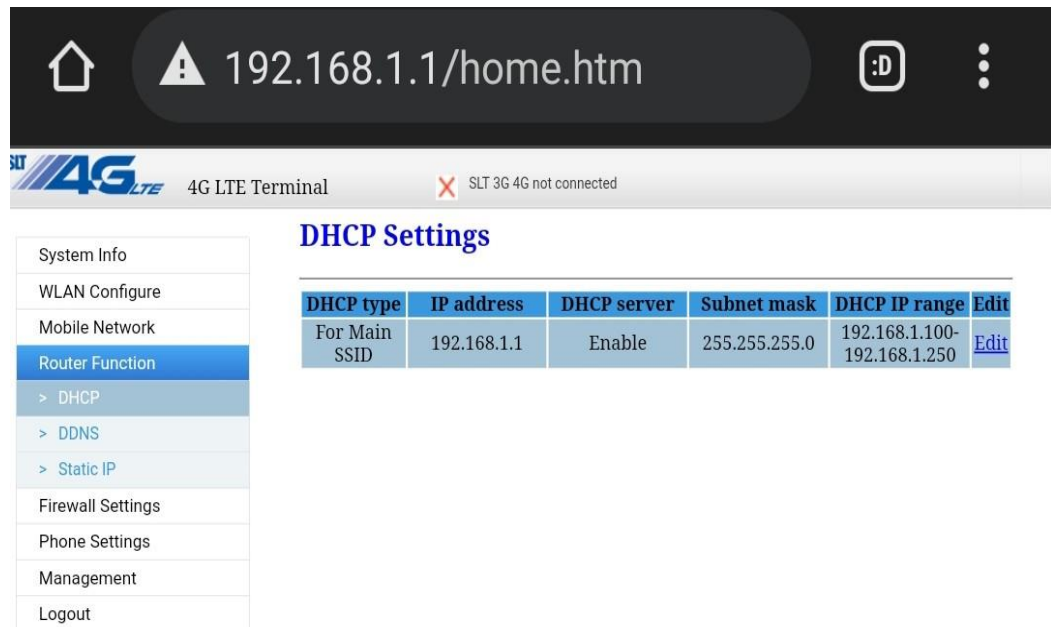 192.168.1.1/home.htm
:D
SLT 4G LTE 4G LTE Terminal SLT 3G 4G not connected
DHCP Settings
System Info
WLAN Configure
Mobile Network
Router Function
> DHCP
> DDNS
> Static IP
Firewall Settings
Phone Settings
Management
Logout
DHCP type IP address DHCP server Subnet mask DHCP IP range Edit
For Main SSID 192.168.1.1 Enable 255.255.255.0 192.168.1.100-192.168.1.250 Edit